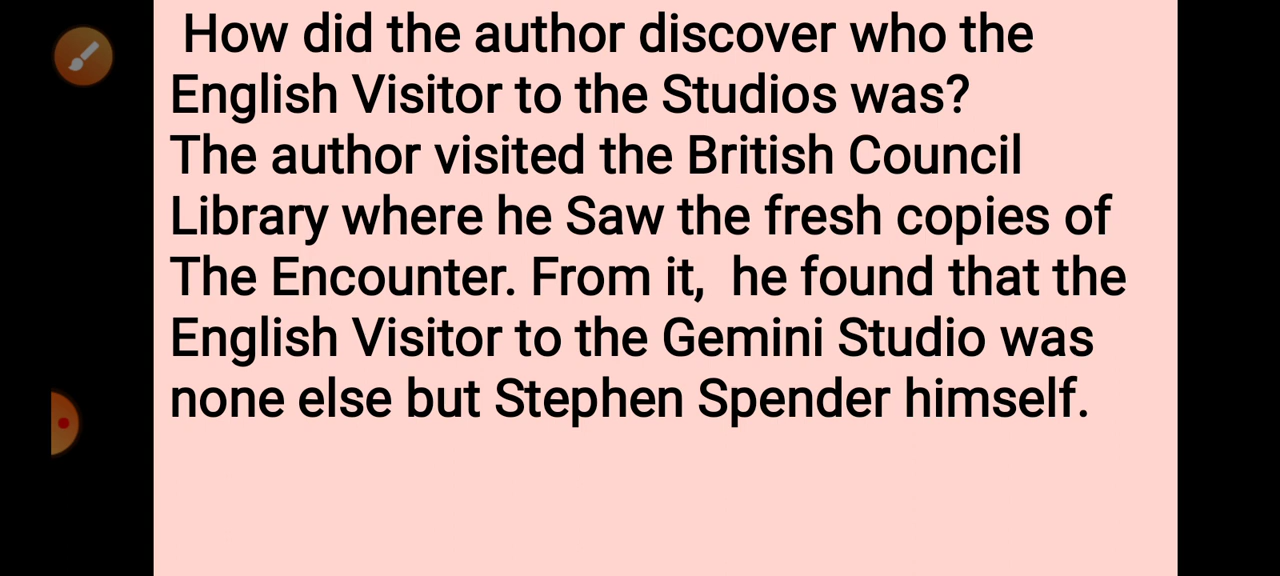 How did the author discover who the
English Visitor to the Studios was?
The author visited the British Council
Library where he Saw the fresh copies of
The Encounter. From it,  he found that the
English Visitor to the Gemini Studio was
none else but Stephen Spender himself.